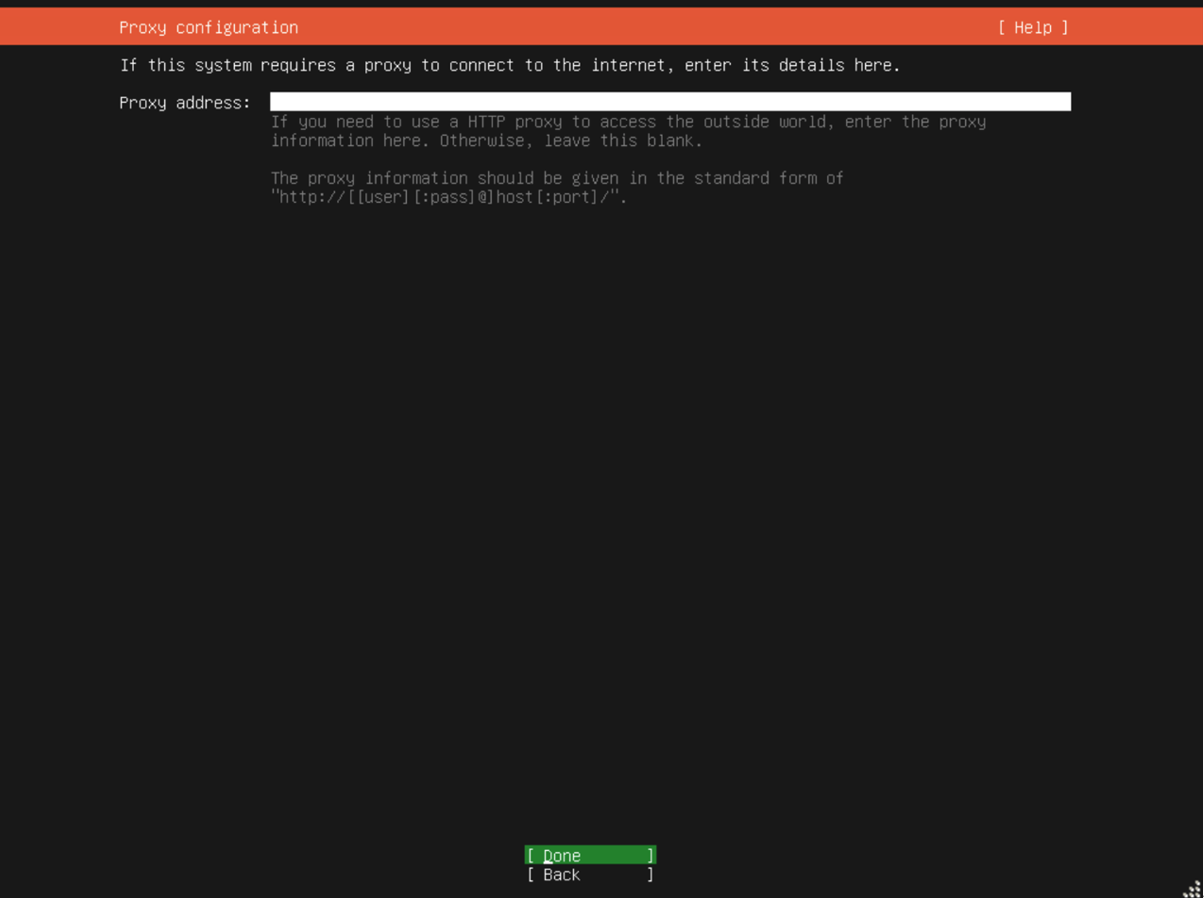 Proxy configuration [ Help ]
If this system requires a proxy to connect to the internet, enter its details here.
Proxy address:
If you need to use a HTTP proxy to access the outside world, enter the proxy
information here. Otherwise, leave this blank.
The proxy information should be given in the standard form of
"http://[[user][:pass]@]host[:port]/".
[ Done ]
[ Back ]